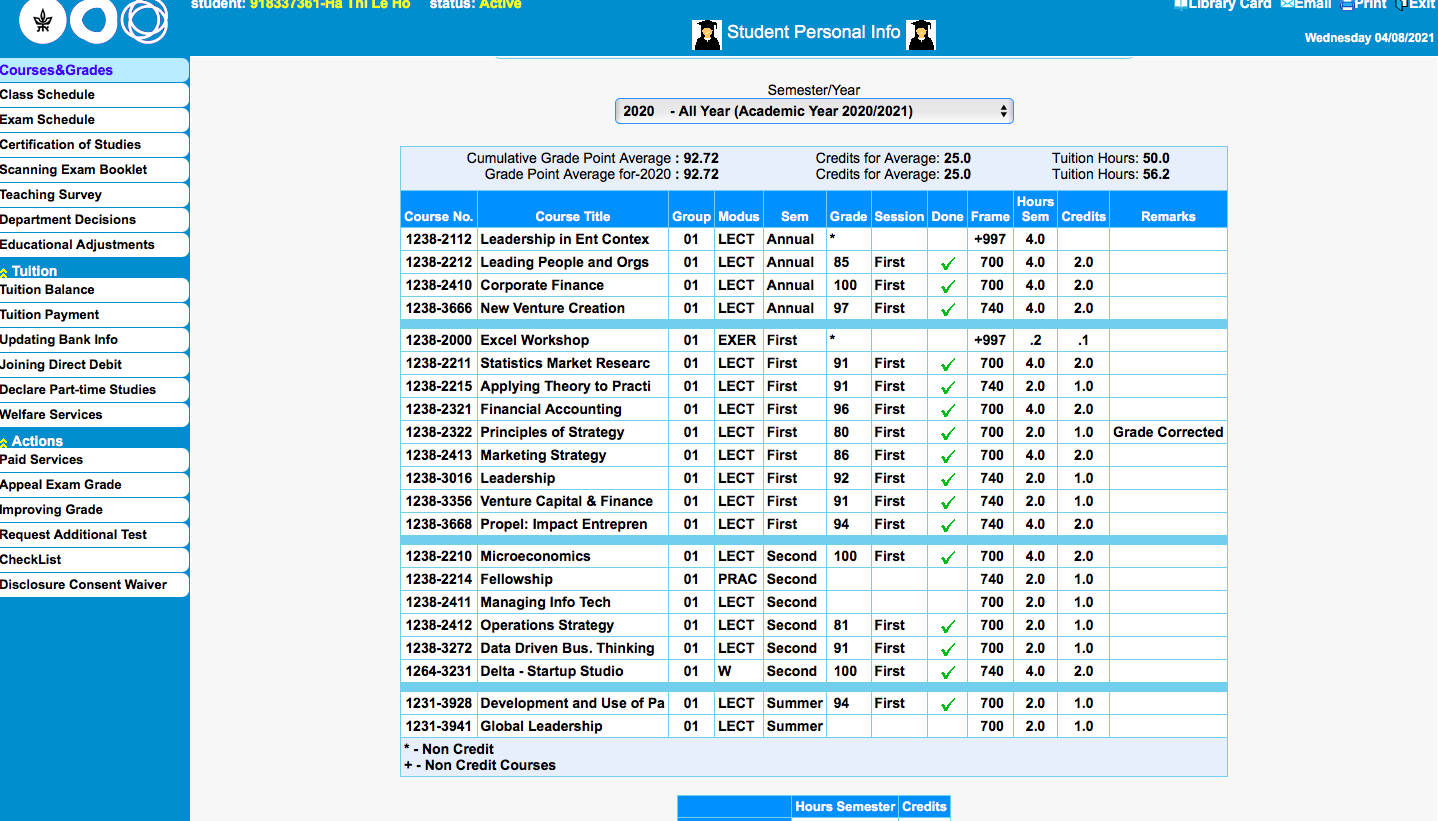 student: 918337361-Ha Thi Le Ho status: Active
Library Card Email Print Exit
Student Personal Info
Wednesday 04/08/2021
Courses&Grades
Class Schedule
Exam Schedule
Certification of Studies
Scanning Exam Booklet
Teaching Survey
Department Decisions
Educational Adjustments
Tuition
Tuition Balance
Tuition Payment
Updating Bank Info
Joining Direct Debit
Declare Part-time Studies
Welfare Services
Actions
Paid Services
Appeal Exam Grade
Improving Grade
Request Additional Test
CheckList
Disclosure Consent Waiver
Semester/Year
2020 - All Year (Academic Year 2020/2021)
Cumulative Grade Point Average : 92.72 Credits for Average: 25.0 Tuition Hours: 50.0
Grade Point Average for-2020 : 92.72 Credits for Average: 25.0 Tuition Hours: 56.2
Course No. Course Title Group Modus Sem Grade Session Done Frame Hours Sem Credits Remarks
1238-2112 Leadership in Ent Contex 01 LECT Annual * +997 4.0
1238-2212 Leading People and Orgs 01 LECT Annual 85 First 700 4.0 2.0
1238-2410 Corporate Finance 01 LECT Annual 100 First 700 4.0 2.0
1238-3666 New Venture Creation 01 LECT Annual 97 First 740 4.0 2.0
1238-2000 Excel Workshop 01 EXER First * +997 .2 .1
1238-2211 Statistics Market Researc 01 LECT First 91 First 700 4.0 2.0
1238-2215 Applying Theory to Practi 01 LECT First 91 First 740 2.0 1.0
1238-2321 Financial Accounting 01 LECT First 96 First 700 4.0 2.0
1238-2322 Principles of Strategy 01 LECT First 80 First 700 2.0 1.0 Grade Corrected
1238-2413 Marketing Strategy 01 LECT First 86 First 700 4.0 2.0
1238-3016 Leadership 01 LECT First 92 First 740 2.0 1.0
1238-3356 Venture Capital & Finance 01 LECT First 91 First 740 2.0 1.0
1238-3668 Propel: Impact Entrepren 01 LECT First 94 First 740 4.0 2.0
1238-2210 Microeconomics 01 LECT Second 100 First 700 4.0 2.0
1238-2214 Fellowship 01 PRAC Second 740 2.0 1.0
1238-2411 Managing Info Tech 01 LECT Second 700 2.0 1.0
1238-2412 Operations Strategy 01 LECT Second 81 First 700 2.0 1.0
1238-3272 Data Driven Bus. Thinking 01 LECT Second 91 First 700 2.0 1.0
1264-3231 Delta - Startup Studio 01 W Second 100 First 740 4.0 2.0
1231-3928 Development and Use of Pa 01 LECT Summer 94 First 700 2.0 1.0
1231-3941 Global Leadership 01 LECT Summer 700 2.0 1.0
* - Non Credit
+ - Non Credit Courses
Hours Semester Credits